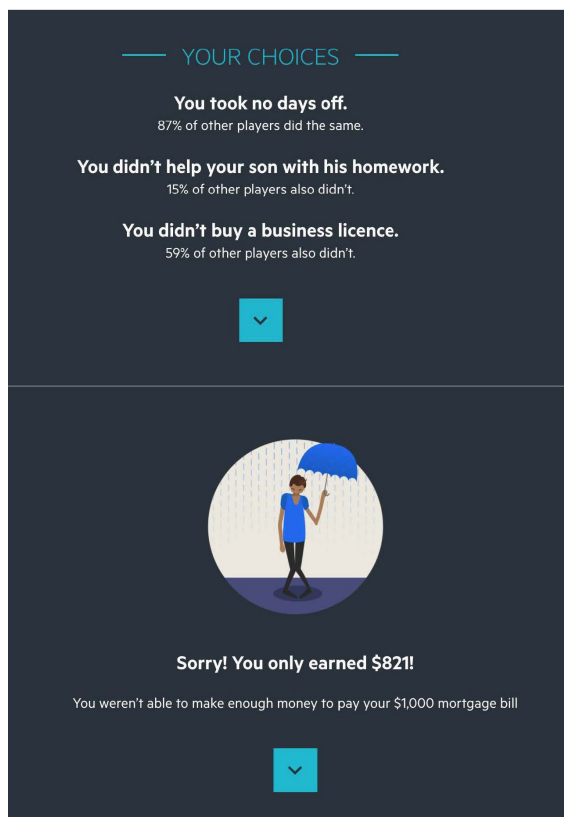 YOUR CHOICES
You took no days off.
87% of other players did the same.
You didn't help your son with his homework.
15% of other players also didn't.
You didn't buy a business licence.
59% of other players also didn't.
Sorry! You only earned $821!
You weren't able to make enough money to pay your $1,000 mortgage bill